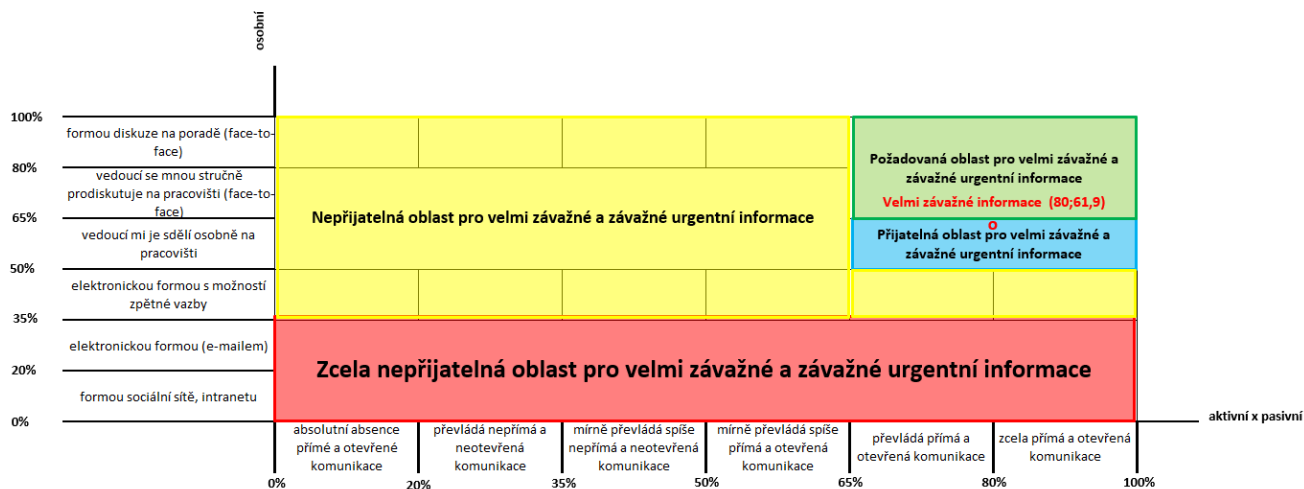 osobní
100%
formou diskuze na poradě (face-to-
face)
80%
vedoucí se mnou stručně
prodiskutuje na pracovišti (face-to-
face)
65%
vedoucí mi je sdělí osobně na
pracovišti
50%
elektronickou formou s možností
zpětné vazby
35%
elektronickou formou (e-mailem)
20%
formou sociální sítě, intranetu
0%
Nepřijatelná oblast pro velmi závažné a závažné urgentní informace
Požadovaná oblast pro velmi závažné a
závažné urgentní informace
Velmi závažné informace (80;61,9)
o
Přijatelná oblast pro velmi závažné a
závažné urgentní informace
Zcela nepřijatelná oblast pro velmi závažné a závažné urgentní informace
aktivní x pasivní
absolutní absence
přímé a otevřené
komunikace
převládá nepřímá a
neotevřená
komunikace
mírně převládá spíše
nepřímá a neotevřená
komunikace
mírně převládá spíše
přímá a otevřená
komunikace
převládá přímá a
otevřená komunikace
zcela přímá a otevřená
komunikace
0%
20%
35%
50%
65%
80%
100%